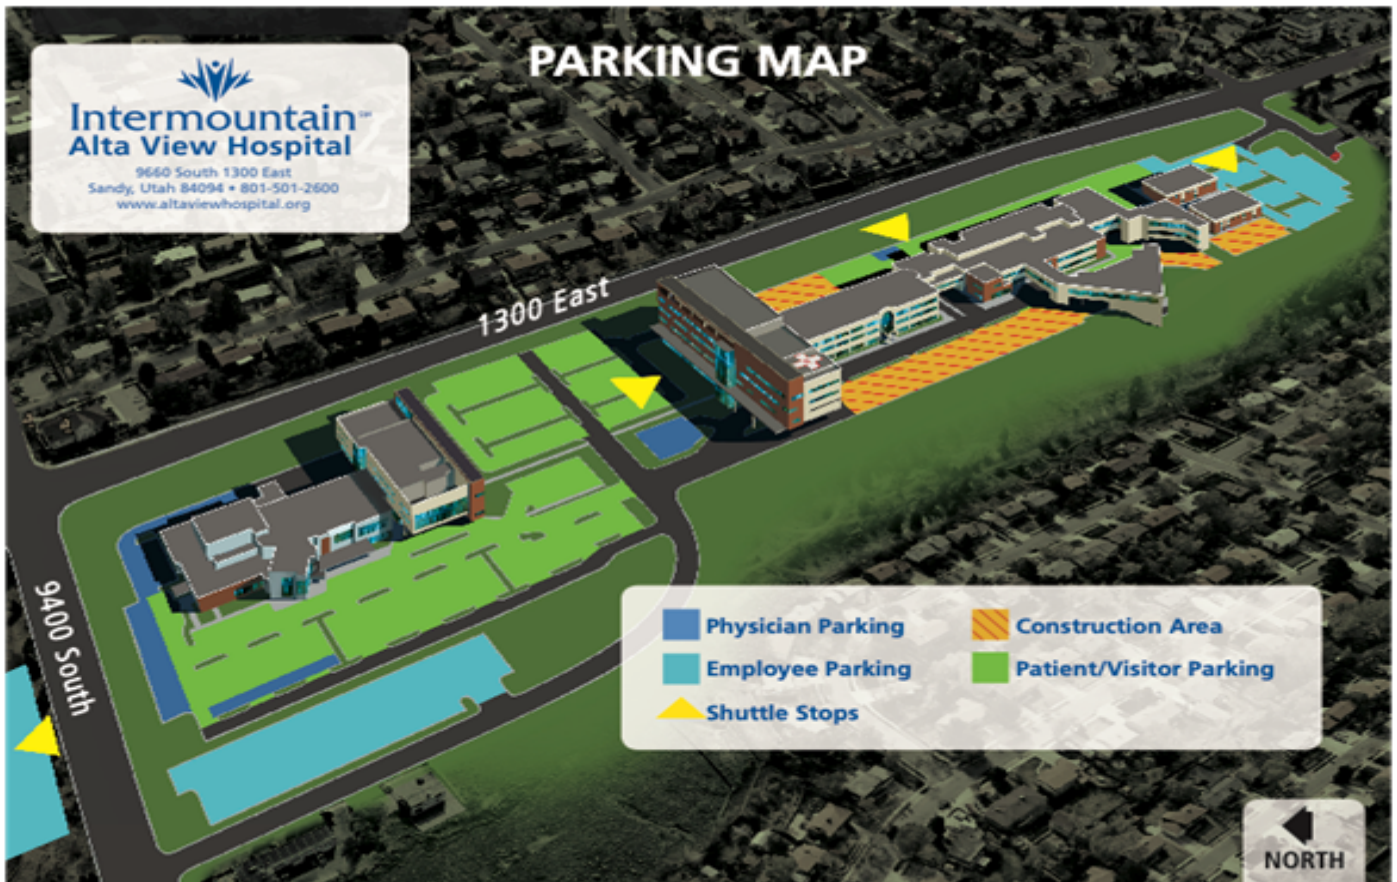 PARKING MAP
Intermountain℠
Alta View Hospital
9660 South 1300 East
Sandy, Utah 84094 • 801-501-2600
www.altaviewhospital.org
1300 East
9400 South
Physician Parking
Construction Area
Employee Parking
Patient/Visitor Parking
Shuttle Stops
NORTH